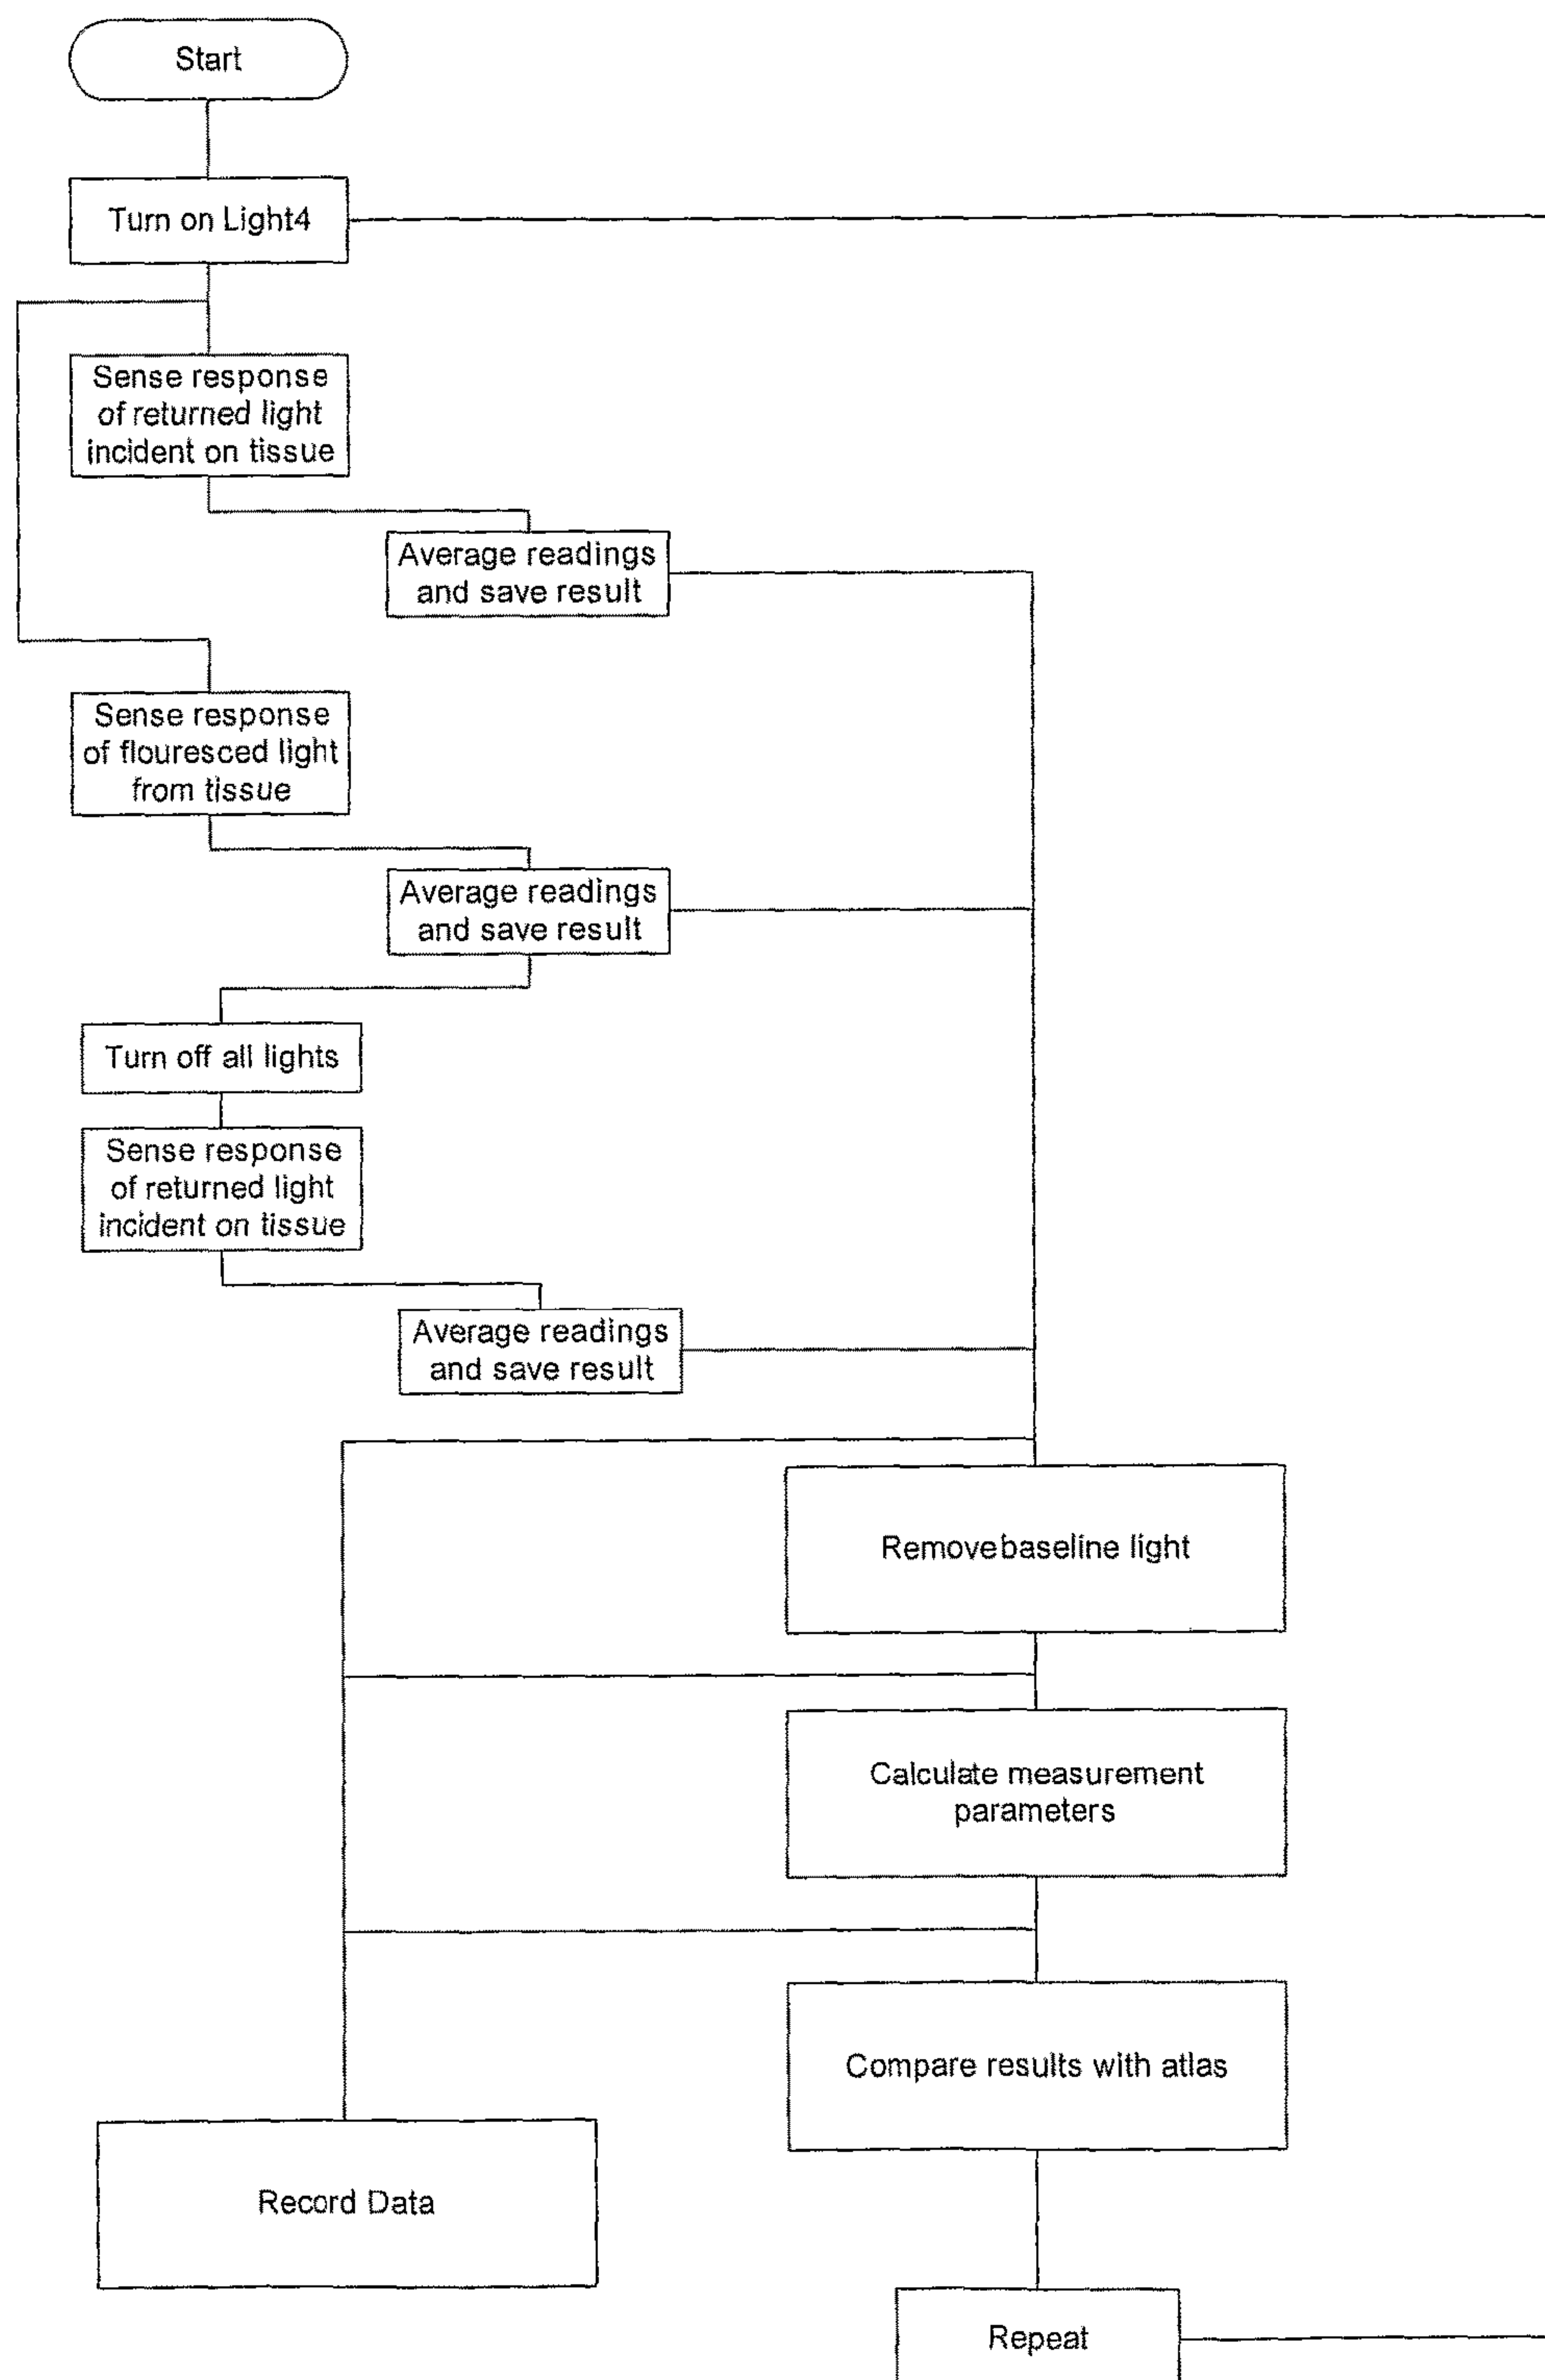 Start
Turn on Light4
Sense response
of returned light
incident on tissue
Average readings
and save result
Sense response
of flouresced light
from tissue
Average readings
and save result
Turn off all lights
Sense response
of returned light
incident on tissue
Average readings
and save result
Removebaseline light
Calculate measurement
parameters
Compare results with atlas
Record Data
Repeat